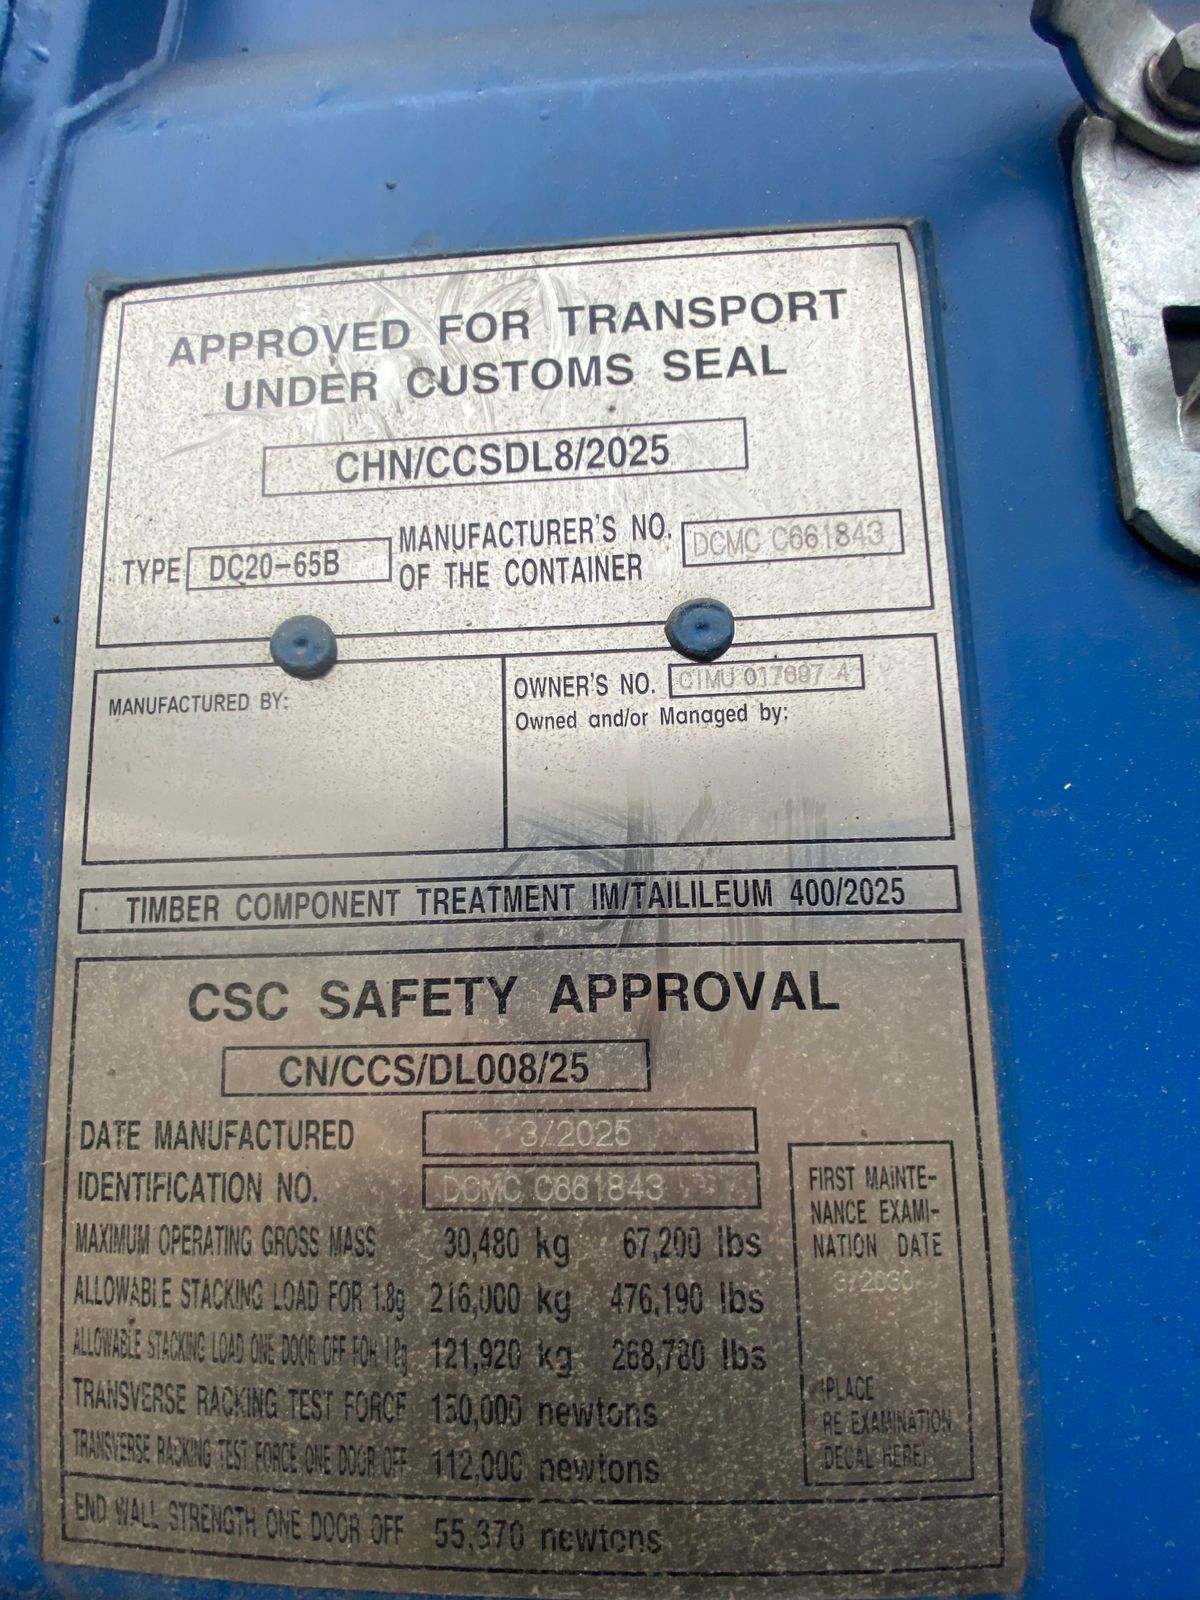 APPROVED FOR TRANSPORT
UNDER CUSTOMS SEAL
CHN/CCSDL8/2025
TYPE DC20-65B
MANUFACTURER'S NO.
OF THE CONTAINER
DCMC C661843
MANUFACTURED BY:
OWNER'S NO.
Owned and/or Managed by:
TIMBER COMPONENT TREATMENT IM/TAILILEUM 400/2025
CSC SAFETY APPROVAL
CN/CCS/DL008/25
DATE MANUFACTURED 3/2025
IDENTIFICATION NO. DCMC C661843
MAXIMUM OPERATING GROSS MASS 30,480 kg 67,200 lbs
ALLOWABLE STACKING LOAD FOR 1.8g 216,000 kg 476,190 lbs
ALLOWABLE STACKING LOAD ONE DOOR OFF FOR 1.8g 121,920 kg 268,780 lbs
TRANSVERSE RACKING TEST FORCE 150,000 newtons
TRANSVERSE RACKING TEST FORCE ONE DOOR OFF 112,000 newtons
END WALL STRENGTH ONE DOOR OFF 55,370 newtons
FIRST MAINTE-
NANCE EXAMI-
NATION DATE
3/2030
(PLACE
RE-EXAMINATION
DECAL HERE)